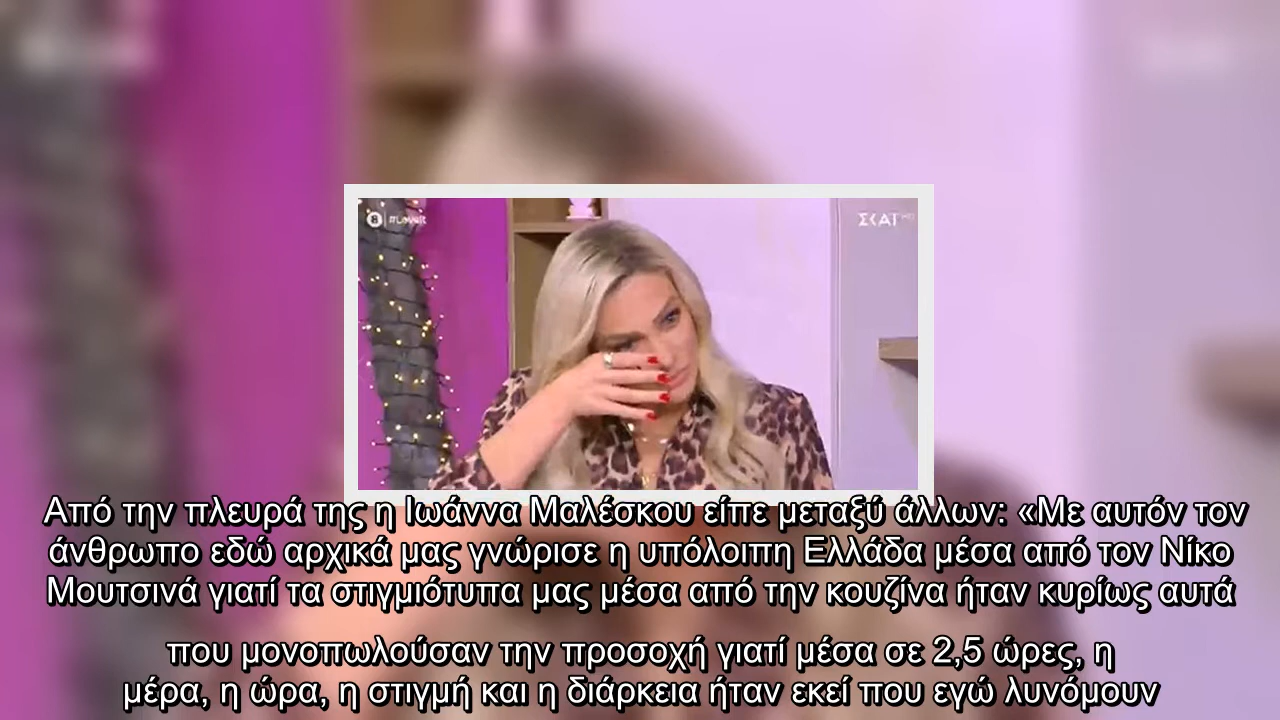 #LoveIt
ΣΚΑΪ HD
Από την πλευρά της η Ιωάννα Μαλέσκου είπε μεταξύ άλλων: «Με αυτόν τον
άνθρωπο εδώ αρχικά μας γνώρισε η υπόλοιπη Ελλάδα μέσα από τον Νίκο
Μουτσινά γιατί τα στιγμιότυπα μας μέσα από την κουζίνα ήταν κυρίως αυτά
που μονοπωλούσαν την προσοχή γιατί μέσα σε 2,5 ώρες, η
μέρα, η ώρα, η στιγμή και η διάρκεια ήταν εκεί που εγώ λυνόμουν